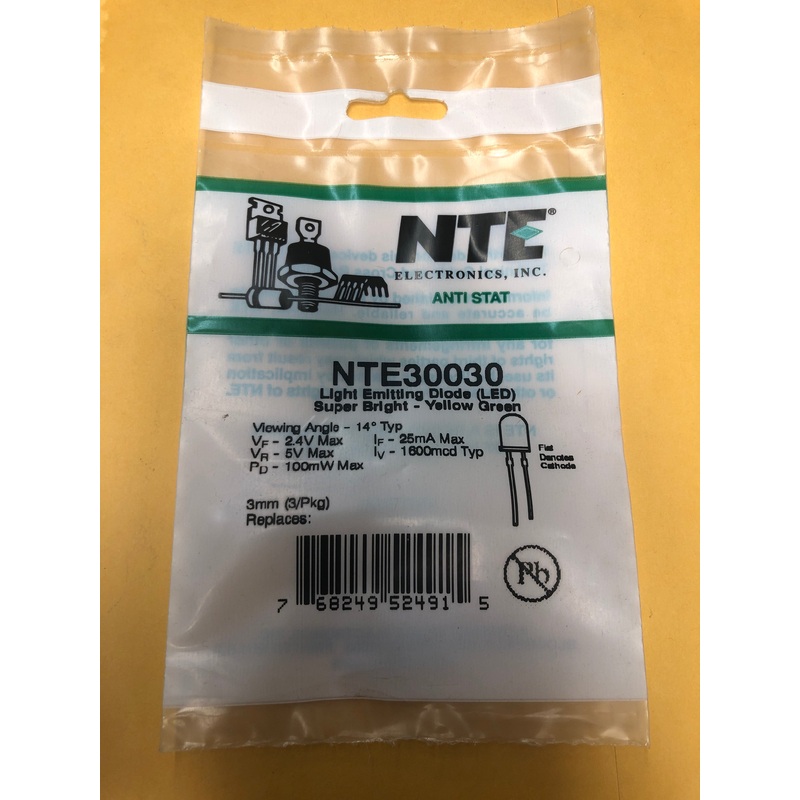 NTE®
ELECTRONICS, INC.
ANTI STAT
NTE30030
Light Emitting Diode (LED)
Super Bright - Yellow Green
Viewing Angle - 14° Typ
VF - 2.4V Max IF - 25mA Max
VR - 5V Max IV - 1600mcd Typ
PD - 100mW Max
Flat
Denotes
Cathode
3mm (3/Pkg)
Replaces:
Pb
7 68249 52491 5